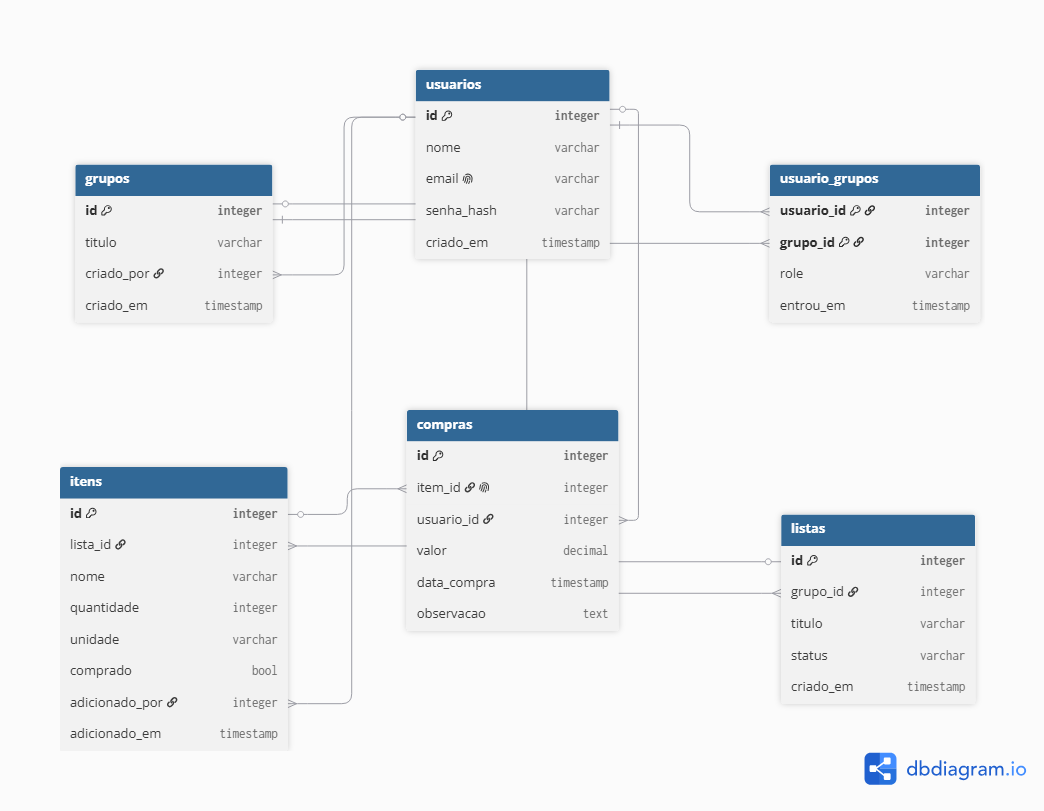 usuarios
id integer
nome varchar
email varchar
senha_hash varchar
criado_em timestamp
grupos
id integer
titulo varchar
criado_por integer
criado_em timestamp
usuario_grupos
usuario_id integer
grupo_id integer
role varchar
entrou_em timestamp
compras
id integer
item_id integer
usuario_id integer
valor decimal
data_compra timestamp
observacao text
itens
id integer
lista_id integer
nome varchar
quantidade integer
unidade varchar
comprado bool
adicionado_por integer
adicionado_em timestamp
listas
id integer
grupo_id integer
titulo varchar
status varchar
criado_em timestamp
dbdiagram.io